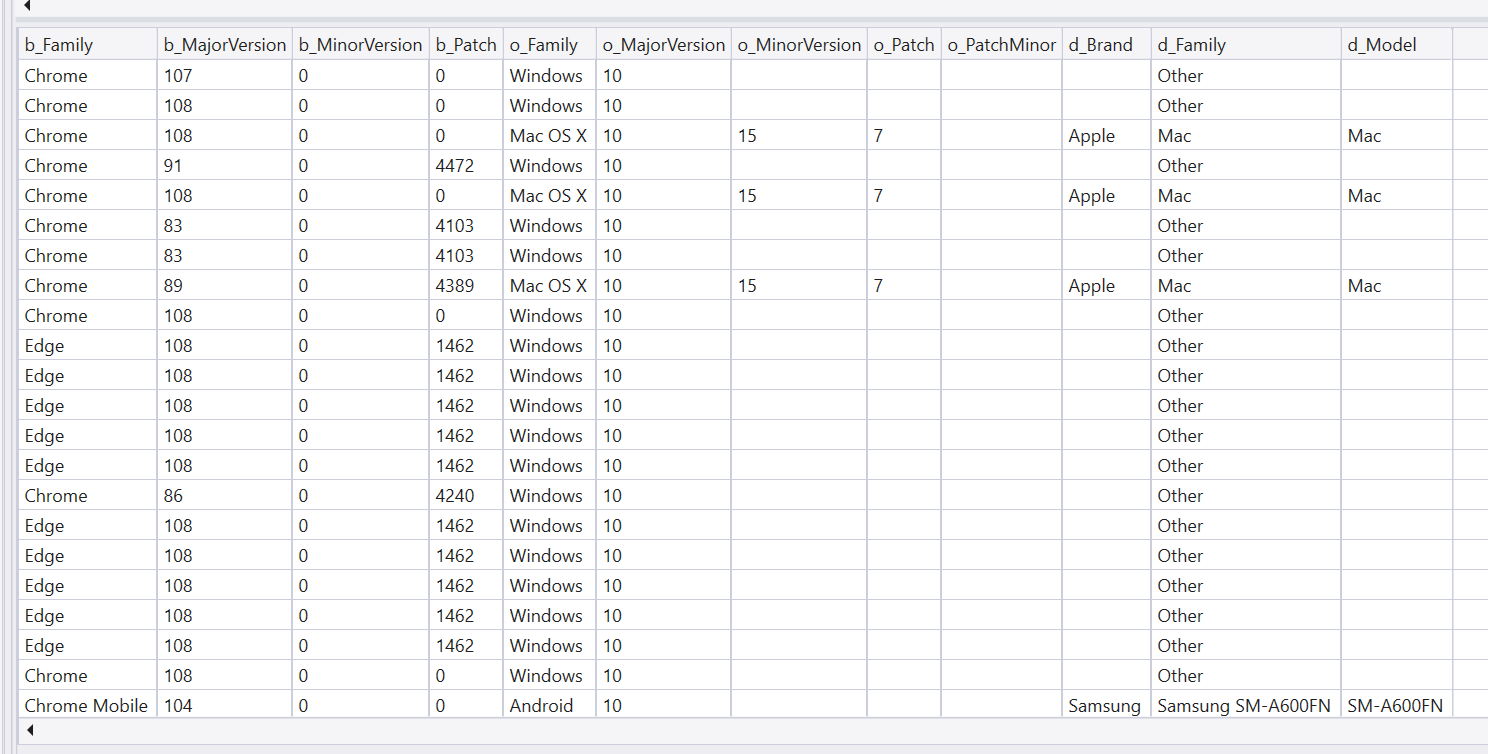 b_Family b_MajorVersion b_MinorVersion b_Patch o_Family o_MajorVersion o_MinorVersion o_Patch o_PatchMinor d_Brand d_Family d_Model
Chrome 107 0 0 Windows 10 Other
Chrome 108 0 0 Windows 10 Other
Chrome 108 0 0 Mac OS X 10 15 7 Apple Mac Mac
Chrome 91 0 4472 Windows 10 Other
Chrome 108 0 0 Mac OS X 10 15 7 Apple Mac Mac
Chrome 83 0 4103 Windows 10 Other
Chrome 83 0 4103 Windows 10 Other
Chrome 89 0 4389 Mac OS X 10 15 7 Apple Mac Mac
Chrome 108 0 0 Windows 10 Other
Edge 108 0 1462 Windows 10 Other
Edge 108 0 1462 Windows 10 Other
Edge 108 0 1462 Windows 10 Other
Edge 108 0 1462 Windows 10 Other
Edge 108 0 1462 Windows 10 Other
Chrome 86 0 4240 Windows 10 Other
Edge 108 0 1462 Windows 10 Other
Edge 108 0 1462 Windows 10 Other
Edge 108 0 1462 Windows 10 Other
Edge 108 0 1462 Windows 10 Other
Edge 108 0 1462 Windows 10 Other
Chrome 108 0 0 Windows 10 Other
Chrome Mobile 104 0 0 Android 10 Samsung Samsung SM-A600FN SM-A600FN